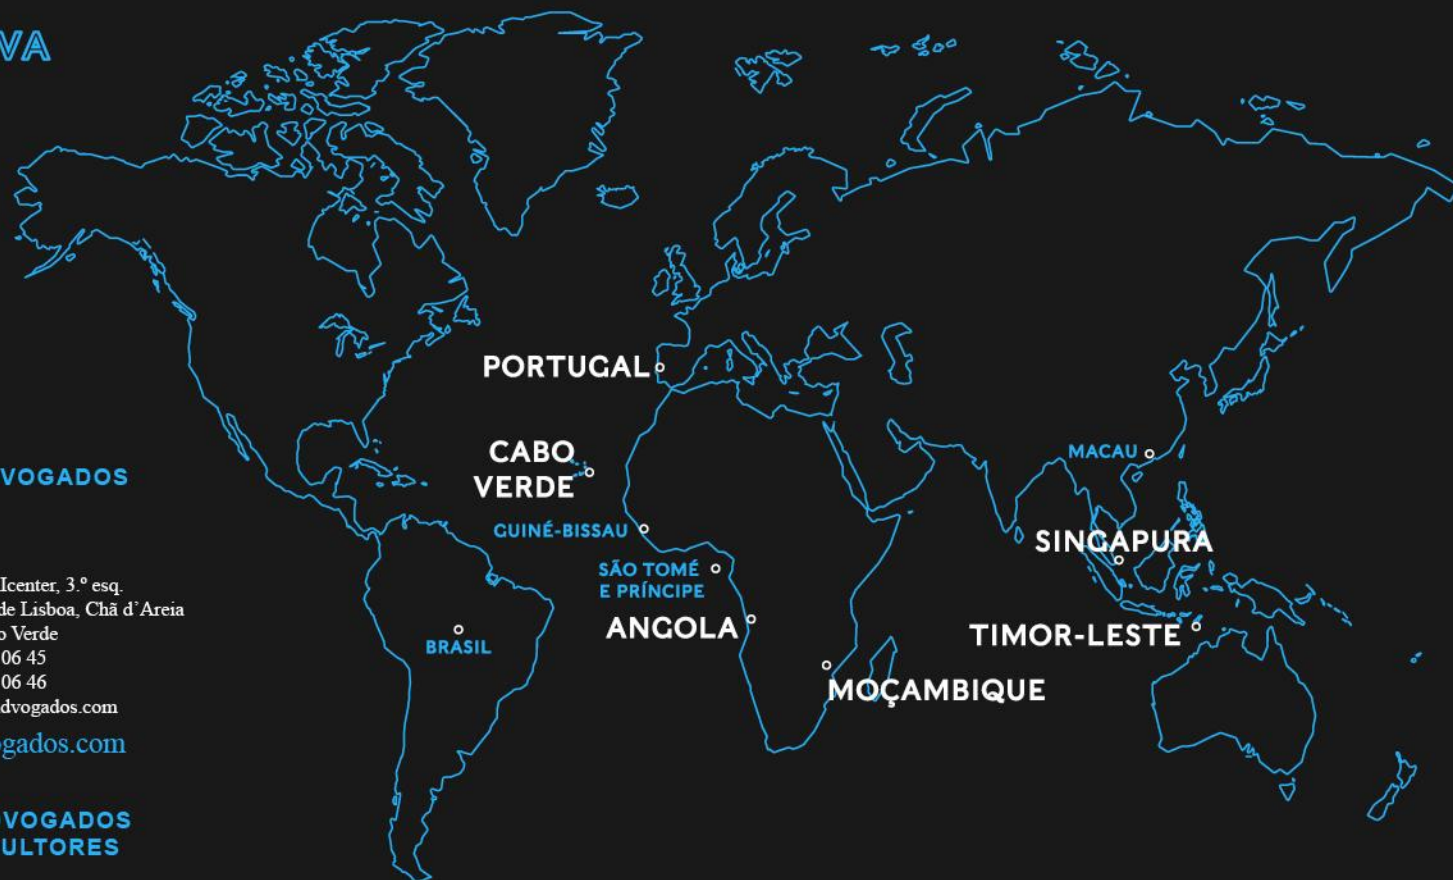 VA
VOGADOS
Icenter, 3.º esq.
de Lisboa, Chã d’Areia
o Verde
06 45
06 46
dvogados.com
gados.com
VOGADOS
ULTORES
PORTUGAL
CABO
VERDE
GUINÉ-BISSAU
SÃO TOMÉ
E PRÍNCIPE
ANGOLA
BRASIL
MOÇAMBIQUE
MACAU
SINGAPURA
TIMOR-LESTE